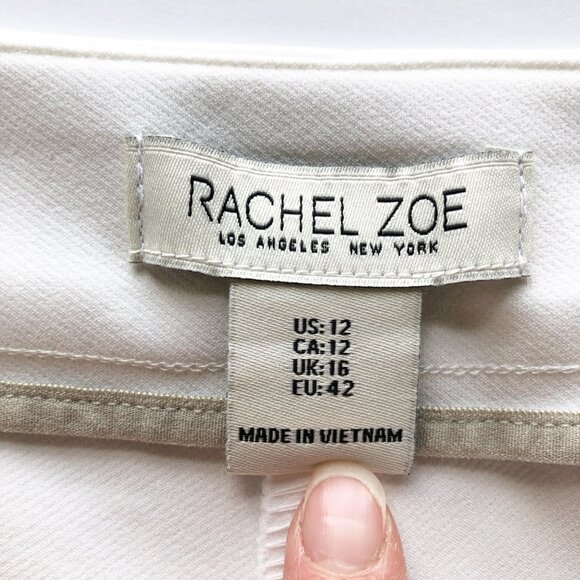 RACHEL ZOE
LOS ANGELES NEW YORK
US: 12
CA: 12
UK: 16
EU: 42
MADE IN VIETNAM